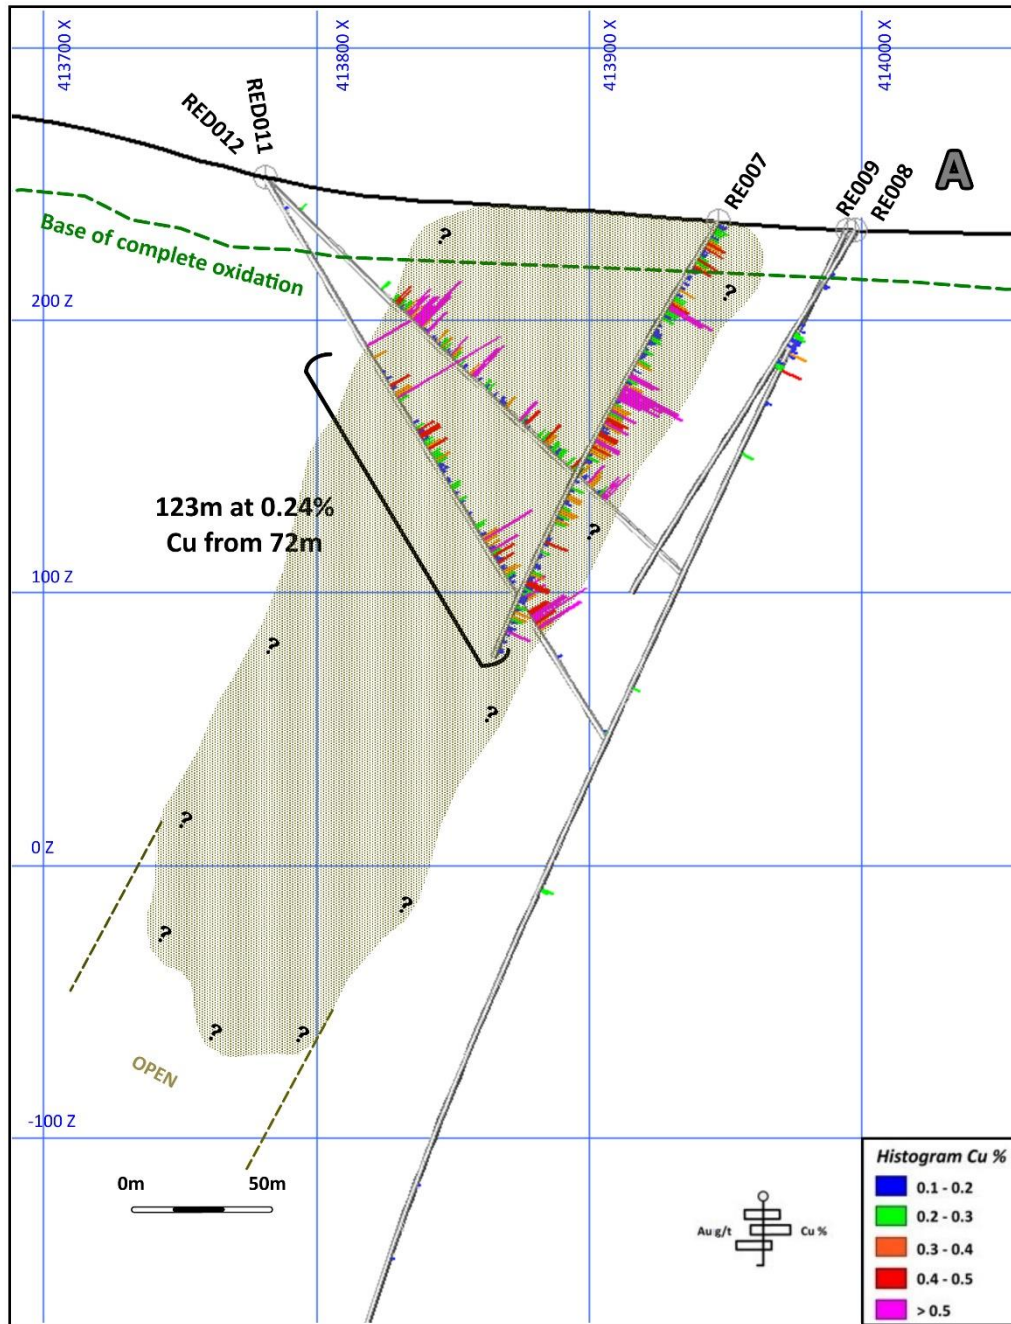 413700 X
413800 X
413900 X
414000 X
RED012
RED011
RE007
RE009
RE008
A
?
Base of complete oxidation
?
200 Z
123m at 0.24%
Cu from 72m
?
100 Z
?
?
?
0 Z
?
?
?
?
OPEN
-100 Z
0m 50m
Au g/t Cu %
Histogram Cu %
0.1 - 0.2
0.2 - 0.3
0.3 - 0.4
0.4 - 0.5
> 0.5